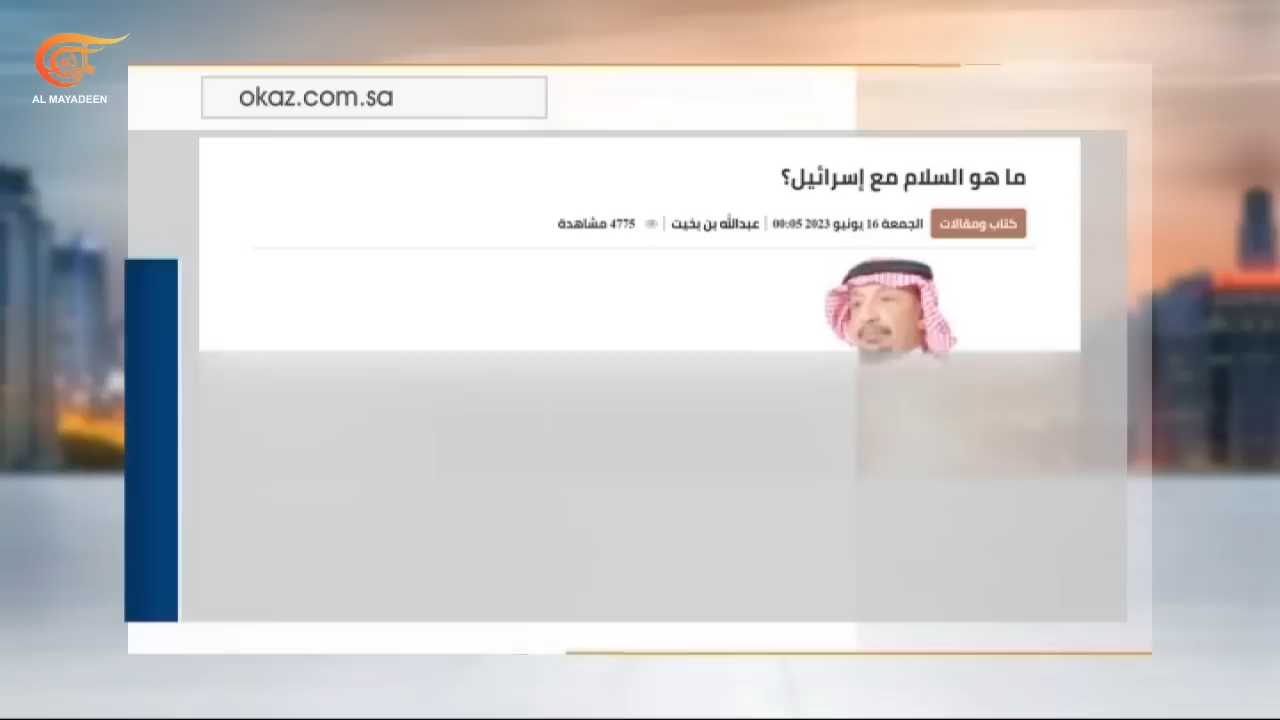 AL MAYADEEN
okaz.com.sa
ما هو السلام مع إسرائيل؟
كتاب ومقالات الجمعة 16 يونيو 2023 00:05 | عبدالله بن بخيت | 4775 مشاهدة